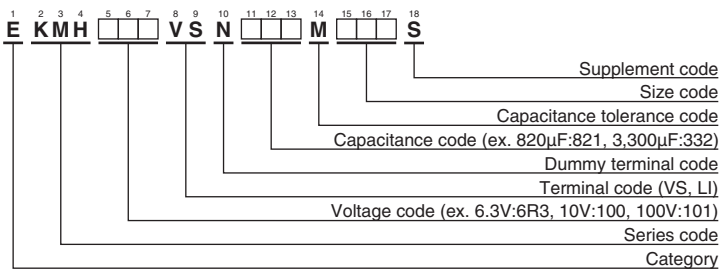 1 2 3 4 5 6 7 8 9 10 11 12 13 14 15 16 17 18
E KMH □□□ VS N □□□ M □□□ S
Supplement code
Size code
Capacitance tolerance code
Capacitance code (ex. 820μF:821, 3,300μF:332)
Dummy terminal code
Terminal code (VS, LI)
Voltage code (ex. 6.3V:6R3, 10V:100, 100V:101)
Series code
Category